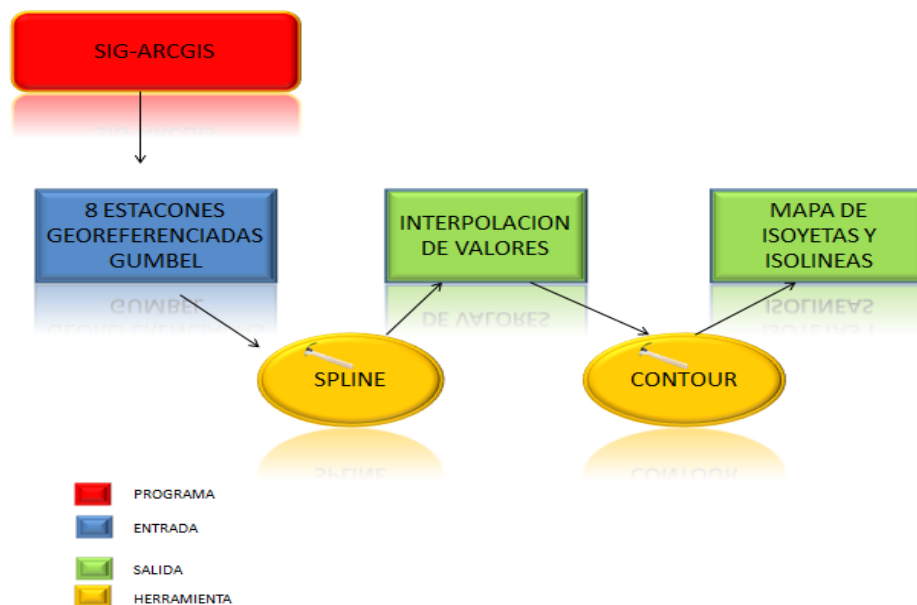 SIG-ARCGIS
8 ESTACONES
GEOREFERENCIADAS
GUMBEL
INTERPOLACION
DE VALORES
MAPA DE
ISOYETAS Y
ISOLINEAS
SPLINE
CONTOUR
PROGRAMA
ENTRADA
SALIDA
HERRAMIENTA